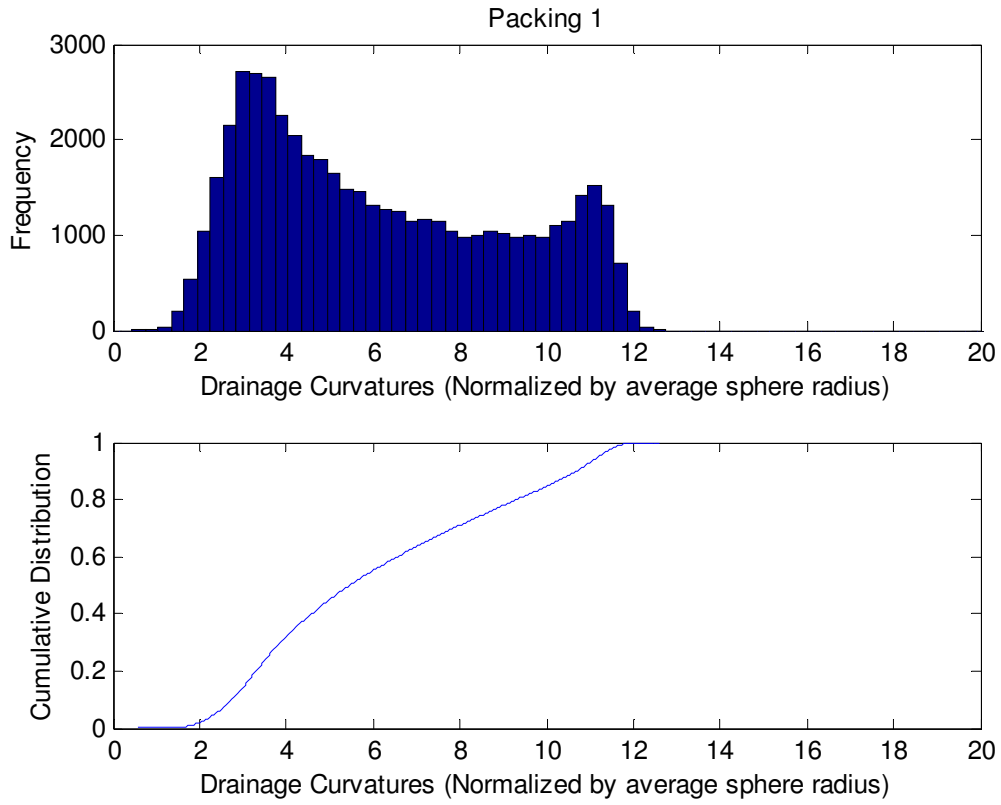 Packing 1
3000
2000
1000
0
Frequency
0 2 4 6 8 10 12 14 16 18 20
Drainage Curvatures (Normalized by average sphere radius)
1
0.8
0.6
0.4
0.2
0
Cumulative Distribution
0 2 4 6 8 10 12 14 16 18 20
Drainage Curvatures (Normalized by average sphere radius)